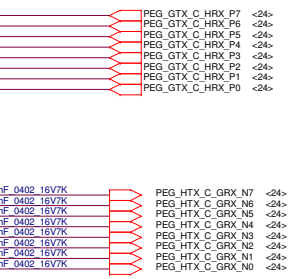 PEG_GTX_C_HRX_P7 <24>
PEG_GTX_C_HRX_P6 <24>
PEG_GTX_C_HRX_P5 <24>
PEG_GTX_C_HRX_P4 <24>
PEG_GTX_C_HRX_P3 <24>
PEG_GTX_C_HRX_P2 <24>
PEG_GTX_C_HRX_P1 <24>
PEG_GTX_C_HRX_P0 <24>
nF_0402_16V7K PEG_HTX_C_GRX_N7 <24>
nF_0402_16V7K PEG_HTX_C_GRX_N6 <24>
nF_0402_16V7K PEG_HTX_C_GRX_N5 <24>
nF_0402_16V7K PEG_HTX_C_GRX_N4 <24>
nF_0402_16V7K PEG_HTX_C_GRX_N3 <24>
nF_0402_16V7K PEG_HTX_C_GRX_N2 <24>
nF_0402_16V7K PEG_HTX_C_GRX_N1 <24>
nF_0402_16V7K PEG_HTX_C_GRX_N0 <24>